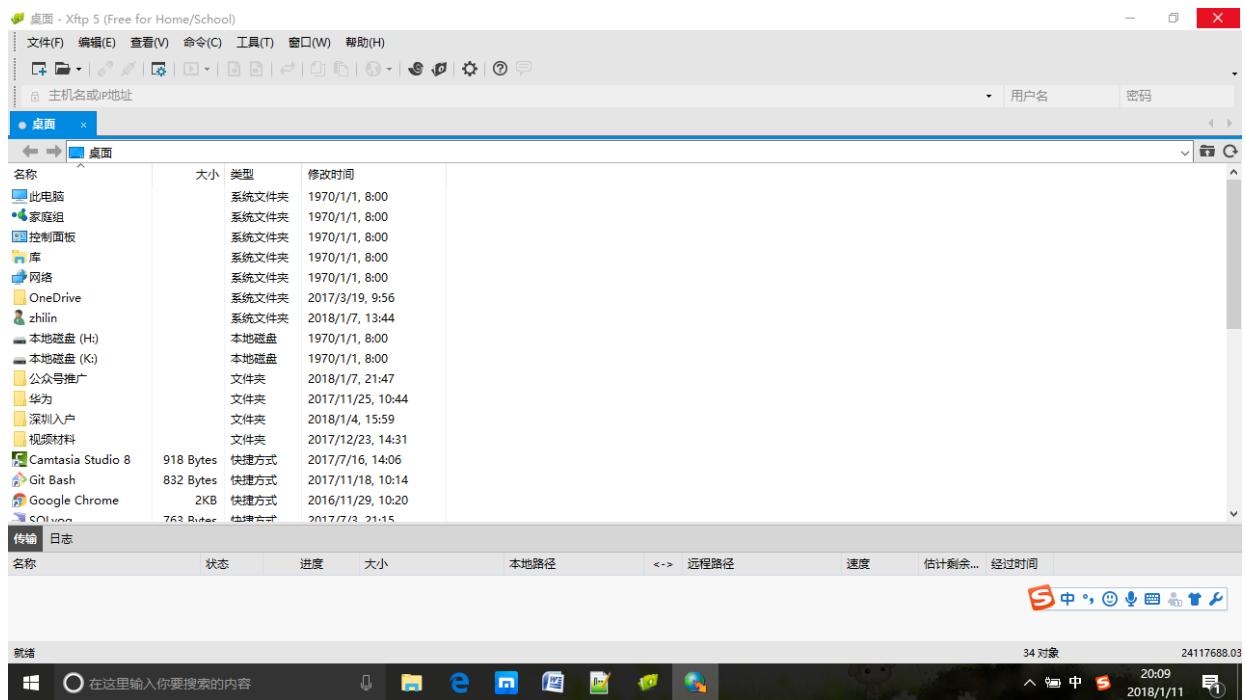 桌面 - Xftp 5 (Free for Home/School)
文件(F) 编辑(E) 查看(V) 命令(C) 工具(T) 窗口(W) 帮助(H)
主机名或IP地址 用户名 密码
桌面 ×
桌面
名称 大小 类型 修改时间
此电脑 系统文件夹 1970/1/1, 8:00
家庭组 系统文件夹 1970/1/1, 8:00
控制面板 系统文件夹 1970/1/1, 8:00
库 系统文件夹 1970/1/1, 8:00
网络 系统文件夹 1970/1/1, 8:00
OneDrive 系统文件夹 2017/3/19, 9:56
zhilin 系统文件夹 2018/1/7, 13:44
本地磁盘 (H:) 本地磁盘 1970/1/1, 8:00
本地磁盘 (K:) 本地磁盘 1970/1/1, 8:00
公众号推广 文件夹 2018/1/7, 21:47
华为 文件夹 2017/11/25, 10:44
深圳入户 文件夹 2018/1/4, 15:59
视频材料 文件夹 2017/12/23, 14:31
Camtasia Studio 8 918 Bytes 快捷方式 2017/7/16, 14:06
Git Bash 832 Bytes 快捷方式 2017/11/18, 10:14
Google Chrome 2KB 快捷方式 2016/11/29, 10:20
SQLyog 763 Bytes 快捷方式 2017/7/3, 21:15
传输 日志
名称 状态 进度 大小 本地路径 <-> 远程路径 速度 估计剩余... 经过时间
中
就绪 34 对象 24117688.03
在这里输入你要搜索的内容 中 20:09
2018/1/11